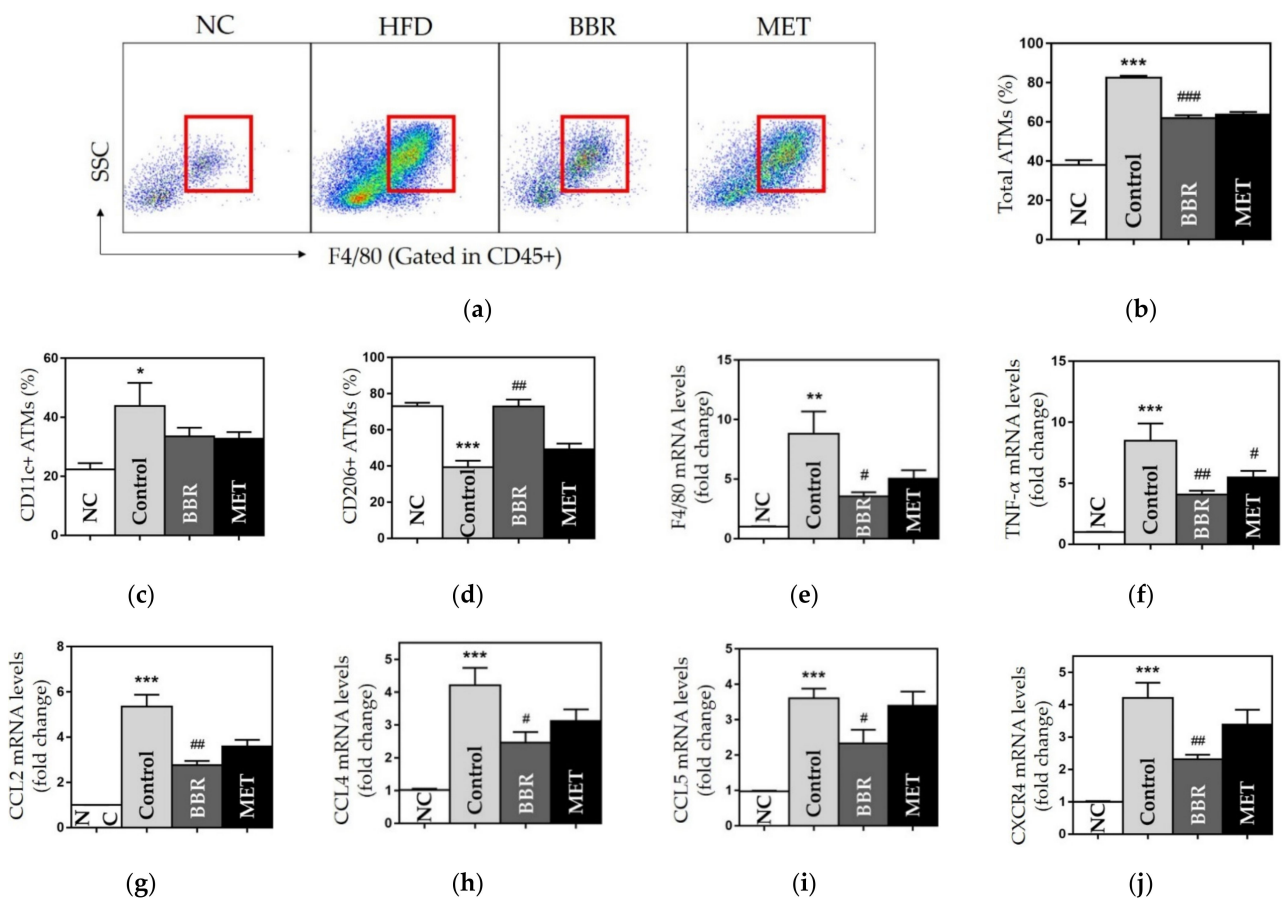 NC HFD BBR MET
SSC
F4/80 (Gated in CD45+)
(a)
Total ATMs (%)
100
80
60
40
20
0
***
###
NC Control BBR MET
(b)
CD11c+ ATMs (%)
60
40
20
0
*
NC Control BBR MET
(c)
CD206+ ATMs (%)
100
80
60
40
20
0
***
##
NC Control BBR MET
(d)
F4/80 mRNA levels
(fold change)
15
10
5
0
**
#
NC Control BBR MET
(e)
TNF-α mRNA levels
(fold change)
15
10
5
0
***
##
#
NC Control BBR MET
(f)
CCL2 mRNA levels
(fold change)
8
6
4
2
0
***
##
N C Control BBR MET
(g)
CCL4 mRNA levels
(fold change)
5
4
3
2
1
0
***
#
NC Control BBR MET
(h)
CCL5 mRNA levels
(fold change)
5
4
3
2
1
0
***
#
NC Control BBR MET
(i)
CXCR4 mRNA levels
(fold change)
5
4
3
2
1
0
***
##
NC Control BBR MET
(j)